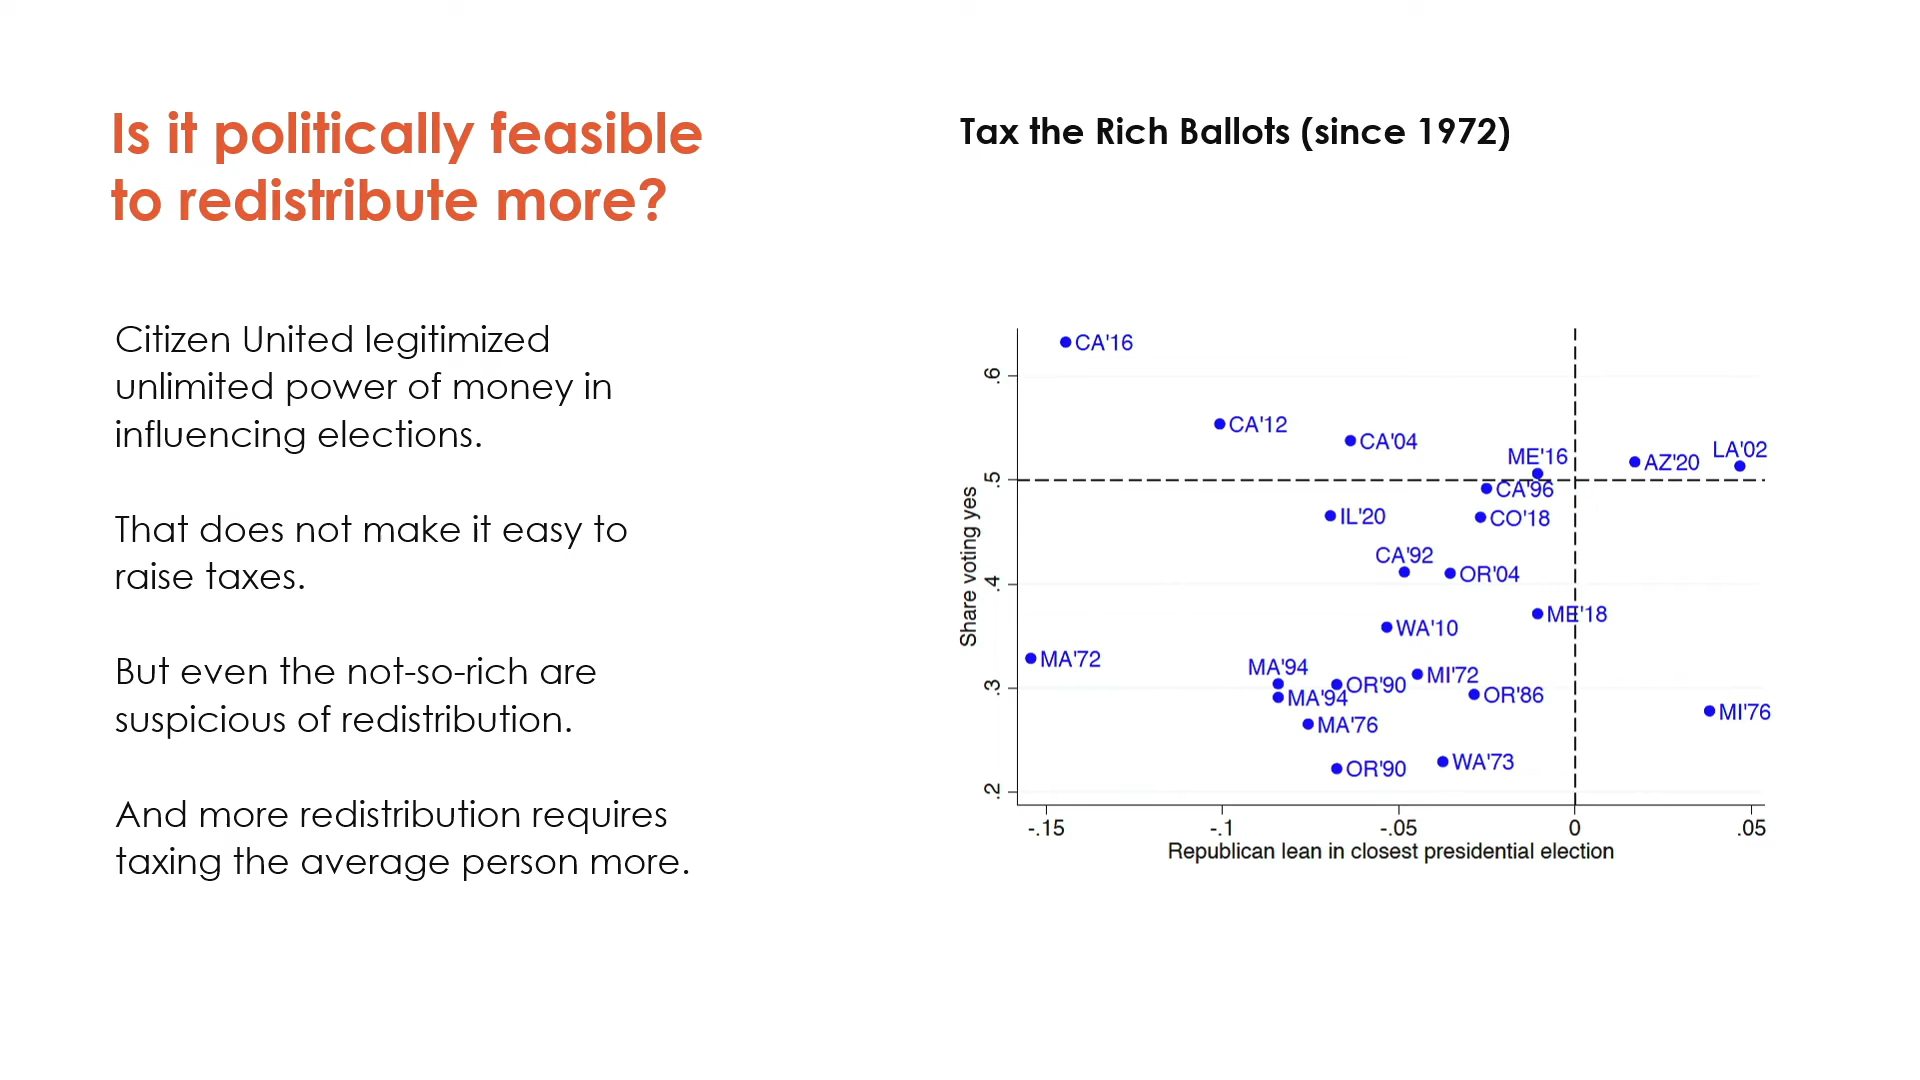 Is it politically feasible
to redistribute more?
Citizen United legitimized
unlimited power of money in
influencing elections.
That does not make it easy to
raise taxes.
But even the not-so-rich are
suspicious of redistribution.
And more redistribution requires
taxing the average person more.
Tax the Rich Ballots (since 1972)
Share voting yes
.6
.5
.4
.3
.2
CA'16
CA'12
CA'04
ME'16
AZ'20
LA'02
CA'96
IL'20
CO'18
CA'92
OR'04
ME'18
WA'10
MA'72
MA'94
OR'90
MI'72
MA'94
OR'86
MI'76
MA'76
WA'73
OR'90
-.15
-.1
-.05
0
.05
Republican lean in closest presidential election